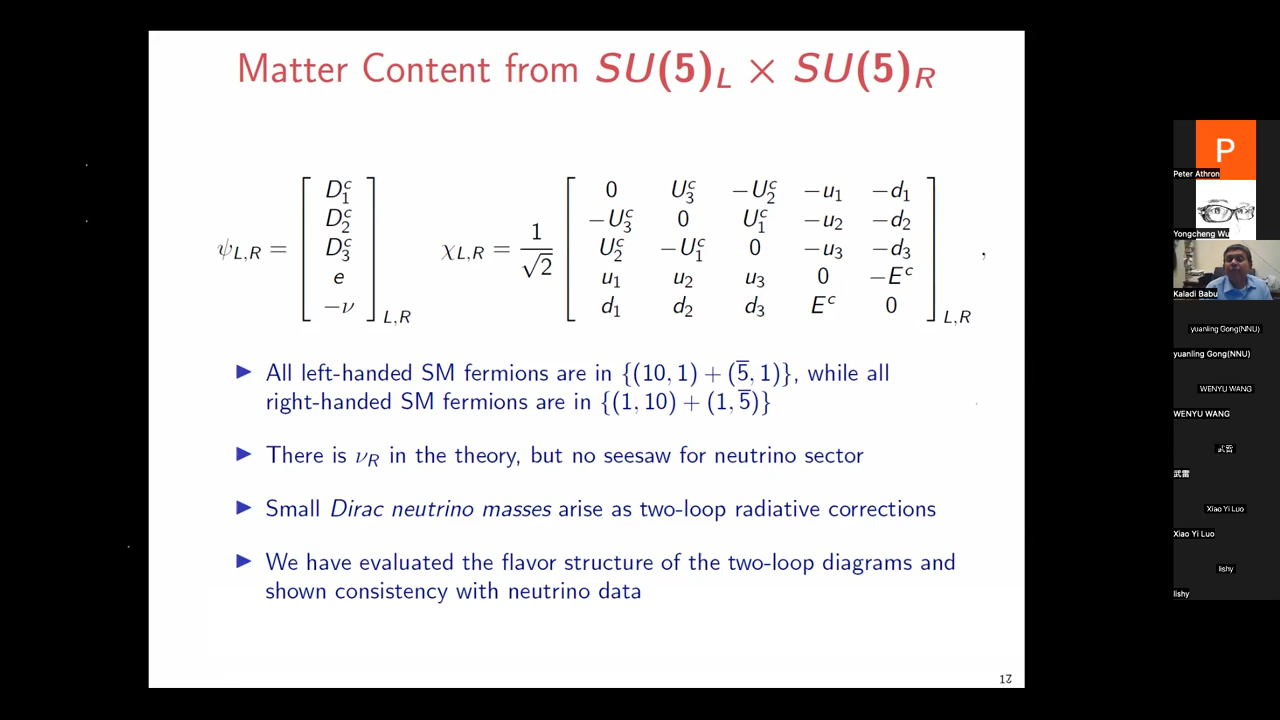 Matter Content from SU(5)_L × SU(5)_R
ψ_{L,R} = [ D_1^c D_2^c D_3^c e −ν ]_{L,R} χ_{L,R} = 1/√2
0 U_3^c −U_2^c −u_1 −d_1
−U_3^c 0 U_1^c −u_2 −d_2
U_2^c −U_1^c 0 −u_3 −d_3
u_1 u_2 u_3 0 −E^c
d_1 d_2 d_3 E^c 0
L,R ,
▶ All left-handed SM fermions are in {(10, 1) + (5̅, 1)}, while all
right-handed SM fermions are in {(1, 10) + (1, 5̅)}
▶ There is ν_R in the theory, but no seesaw for neutrino sector
▶ Small Dirac neutrino masses arise as two-loop radiative corrections
▶ We have evaluated the flavor structure of the two-loop diagrams and
shown consistency with neutrino data
17
P
Peter Athron
Yongcheng Wu
Kaladi Babu
yuanling Gong(NNU)
yuanling Gong(NNU)
WENYU WANG
WENYU WANG
武雷
武雷
Xiao Yi Luo
Xiao Yi Luo
lishy
lishy